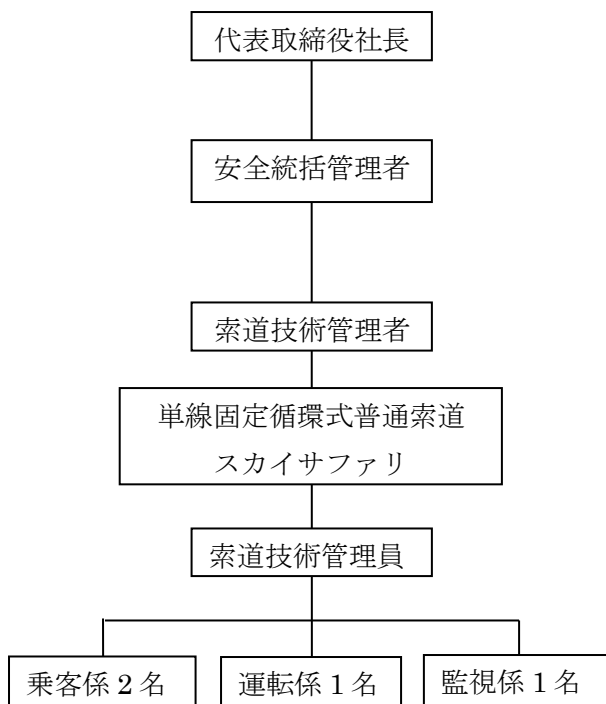 代表取締役社長
安全統括管理者
索道技術管理者
単線固定循環式普通索道
スカイサファリ
索道技術管理員
乗客係 2 名
運転係 1 名
監視係 1 名